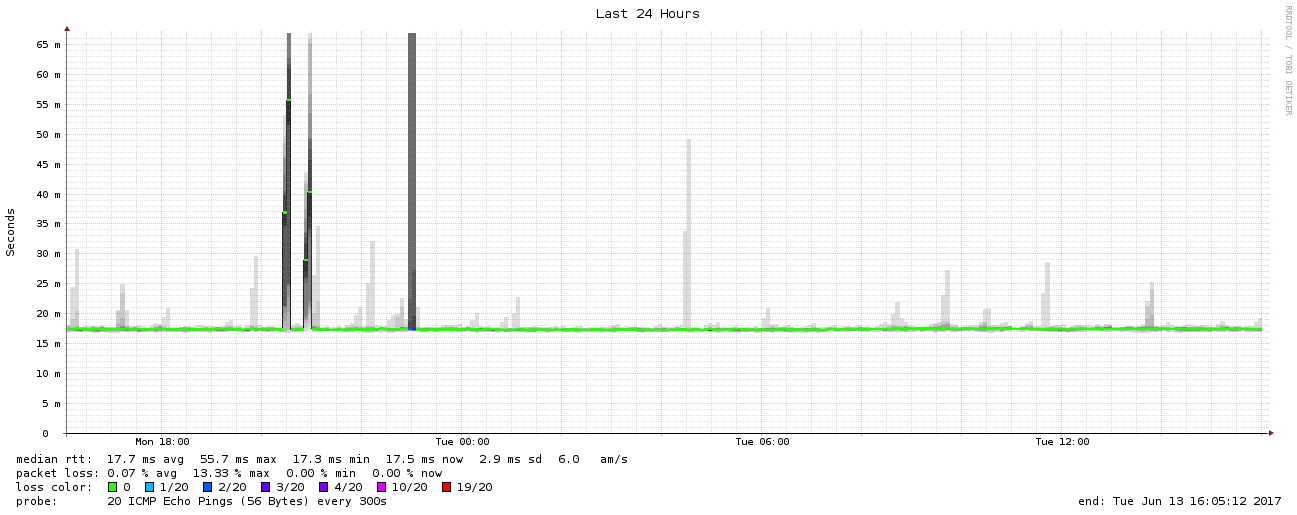 Last 24 Hours
RRDTOOL / TOBI OETIKER
Seconds
65 m
60 m
55 m
50 m
45 m
40 m
35 m
30 m
25 m
20 m
15 m
10 m
5 m
0
Mon 18:00 Tue 00:00 Tue 06:00 Tue 12:00
median rtt: 17.7 ms avg 55.7 ms max 17.3 ms min 17.5 ms now 2.9 ms sd 6.0 am/s
packet loss: 0.07 % avg 13.33 % max 0.00 % min 0.00 % now
loss color: 0 1/20 2/20 3/20 4/20 10/20 19/20
probe: 20 ICMP Echo Pings (56 Bytes) every 300s end: Tue Jun 13 16:05:12 2017